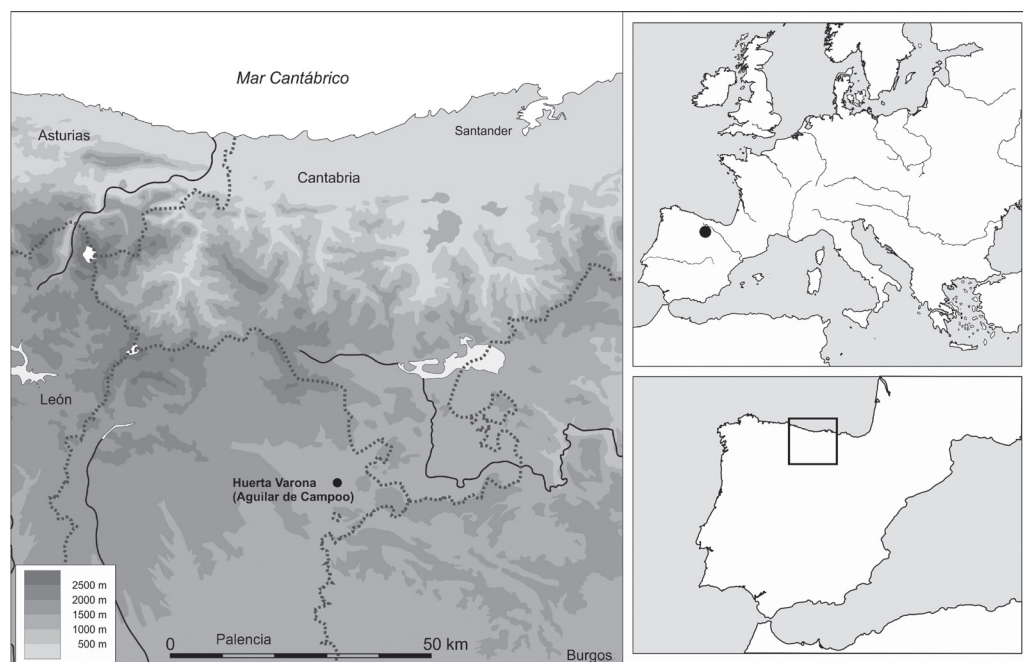 Mar Cantábrico
Asturias
Santander
Cantabria
León
Huerta Varona
(Aguilar de Campoo)
2500 m
2000 m
1500 m
1000 m
500 m
0
Palencia
50 km
Burgos